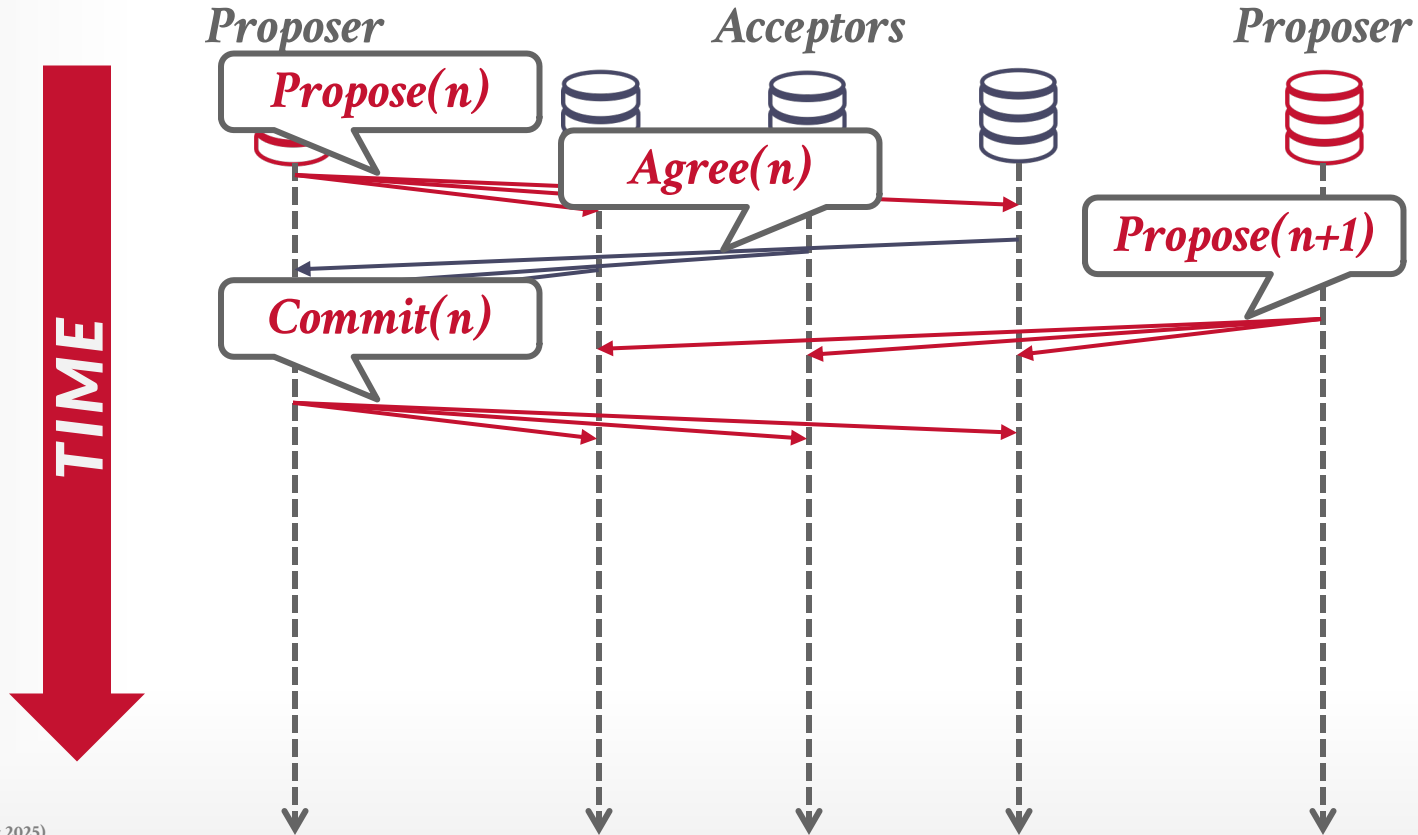 Proposer
Acceptors
Proposer
Propose(n)
Agree(n)
Propose(n+1)
Commit(n)
TIME
2025)